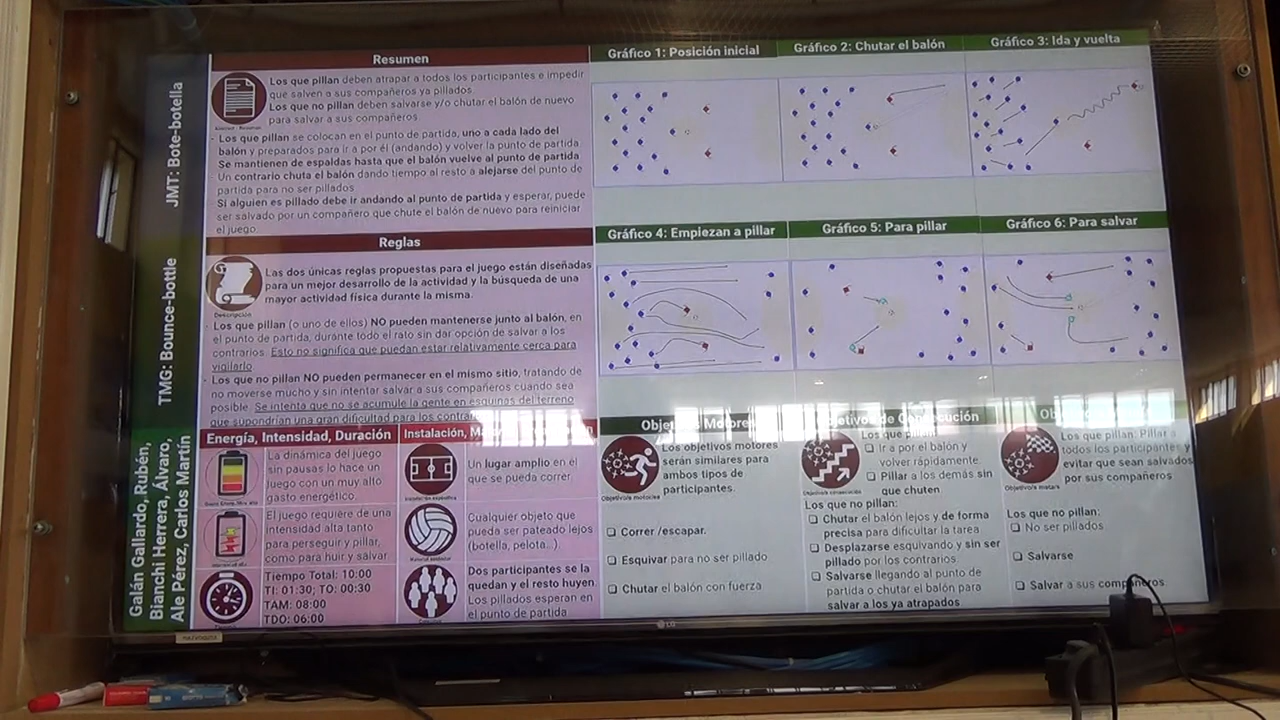 JMT: Bote-botella
TMG: Bounce-bottle
Galán Gallardo, Rubén,
Bianchi Herrera, Álvaro,
Ale Pérez, Carlos Martín
Resumen
Los que pillan deben atrapar a todos los participantes e impedir
que salven a sus compañeros ya pillados.
Los que no pillan deben salvarse y/o chutar el balón de nuevo
para salvar a sus compañeros
- Los que pillan se colocan en el punto de partida, uno a cada lado del
balón y preparados para ir a por él (andando) y volver la punto de partida
Se mantienen de espaldas hasta que el balón vuelve al punto de partida
- Un contrario chuta el balón dando tiempo al resto a alejarse del punto de
partida para no ser pillados
- Si alguien es pillado debe ir andando al punto de partida y esperar, puede
ser salvado por un compañero que chute el balón de nuevo para reiniciar
el juego.
Reglas
Las dos únicas reglas propuestas para el juego están diseñadas
para un mejor desarrollo de la actividad y la búsqueda de una
mayor actividad física durante la misma.
Descripción
- Los que pillan (o uno de ellos) NO pueden mantenerse junto al balón, en
el punto de partida, durante todo el rato sin dar opción de salvar a los
contrarios. Esto no significa que puedan estar relativamente cerca para
vigilarlo
- Los que no pillan NO pueden permanecer en el mismo sitio, tratando de
no moverse mucho y sin intentar salvar a sus compañeros cuando sea
posible. Se intenta que no se acumule la gente en esquinas del terreno
que supondrían una gran dificultad para los
Energía, Intensidad, Duración
La dinámica del juego
sin pausas lo hace un
juego con un muy alto
gasto energético.
El juego requiere de una
intensidad alta tanto
para perseguir y pillar,
como para huir y salvar
Tiempo Total: 10:00
TI: 01:30; TO: 00:30
TAM: 08:00
TDO: 06:00
Instalación,
Un lugar amplio en el
que se pueda correr
Cualquier objeto que
pueda ser pateado lejos
(botella, pelota...)
Dos participantes se la
quedan y el resto huyen.
Los pillados esperan en
el punto de partida
Gráfico 1: Posición inicial
Gráfico 2: Chutar el balón
Gráfico 3: Ida y vuelta
Gráfico 4: Empiezan a pillar
Gráfico 5: Para pillar
Gráfico 6: Para salvar
Motores
Los objetivos motores
serán similares para
ambos tipos de
participantes.
Objetivo/s motor/es
❑ Correr /escapar.
❑ Esquivar para no ser pillado
❑ Chutar el balón con fuerza
Objetivos de Consecución
Los que pillan:
❑ Ir a por el balón y
volver rápidamente.
❑ Pillar a los demás sin
que chuten
Los que no pillan:
❑ Chutar el balón lejos y de forma
precisa para dificultar la tarea
❑ Desplazarse esquivando y sin ser
pillado por los contrarios.
❑ Salvarse llegando al punto de
partida o chutar el balón para
salvar a los ya atrapados
Los que pillan: Pillar a
todos los participantes y
evitar que sean salvados
por sus compañeros
Los que no pillan:
❑ No ser pillados
❑ Salvarse
❑ Salvar a sus compañeros
LG